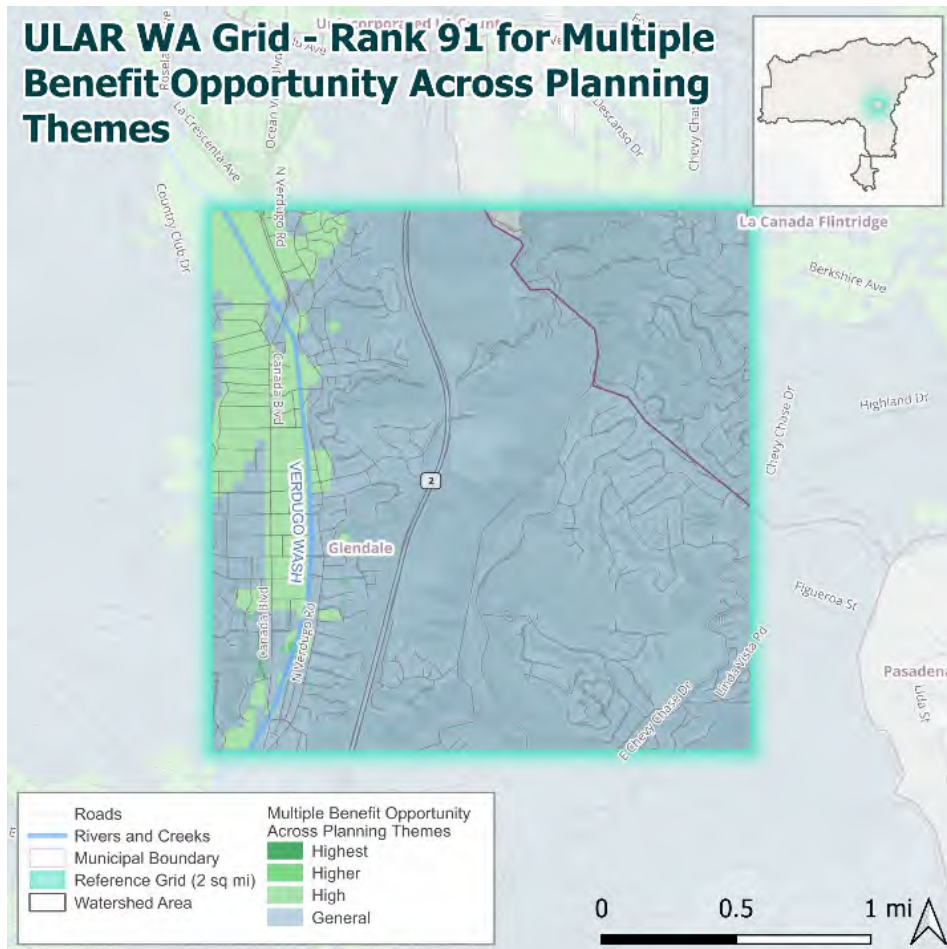 ULAR WA Grid - Rank 91 for Multiple
Benefit Opportunity Across Planning
Themes
La Crescenta Ave
N Verdugo Rd
Country Club Dr
Descanso Dr
La Canada Flintridge
Berkshire Ave
Canada Blvd
Chevy Chase Dr
Highland Dr
2
VERDUGO WASH
Glendale
Canada Blvd
N Verdugo Rd
Figueroa St
Linda Vista Rd
E Chevy Chase Dr
Pasadena
Lida St
Roads
Rivers and Creeks
Municipal Boundary
Reference Grid (2 sq mi)
Watershed Area
Multiple Benefit Opportunity
Across Planning Themes
Highest
Higher
High
General
0 0.5 1 mi